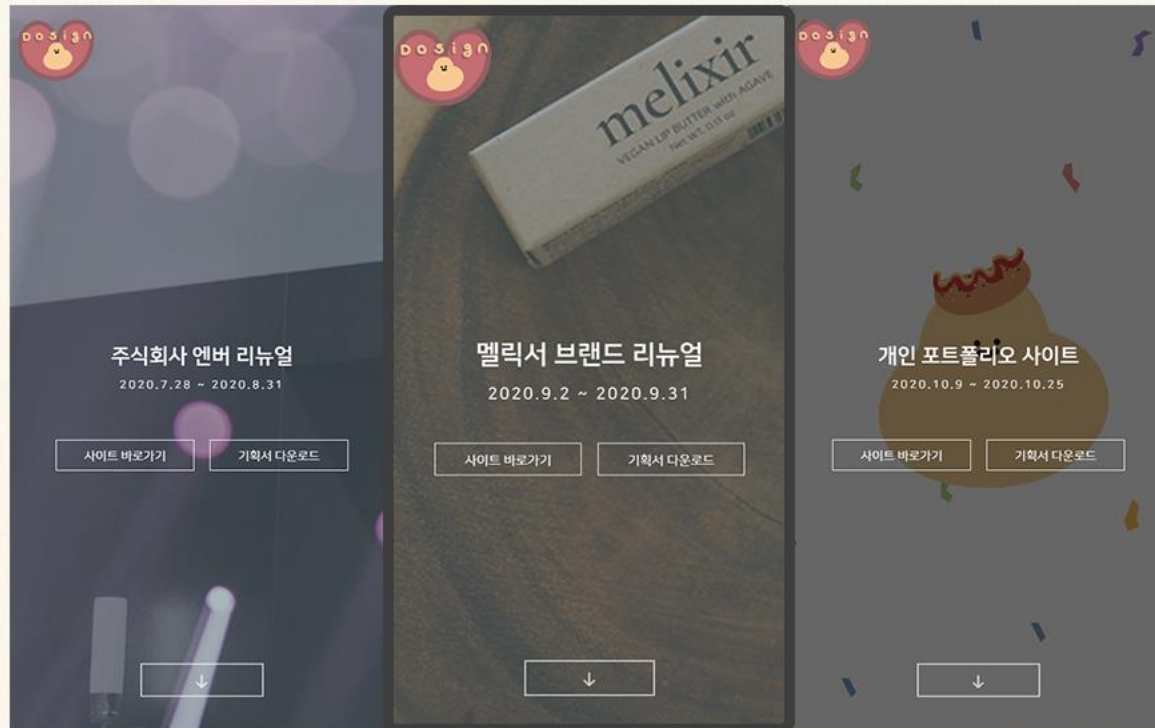 Dosign
주식회사 엔버 리뉴얼
2020.7.28 ~ 2020.8.31
사이트 바로가기
기획서 다운로드
↓
Dosign
melixir
VEGAN LIP BUTTER with AGAVE
Net WT. 0.13 oz
멜릭서 브랜드 리뉴얼
2020.9.2 ~ 2020.9.31
사이트 바로가기
기획서 다운로드
↓
Dosign
개인 포트폴리오 사이트
2020.10.9 ~ 2020.10.25
사이트 바로가기
기획서 다운로드
↓